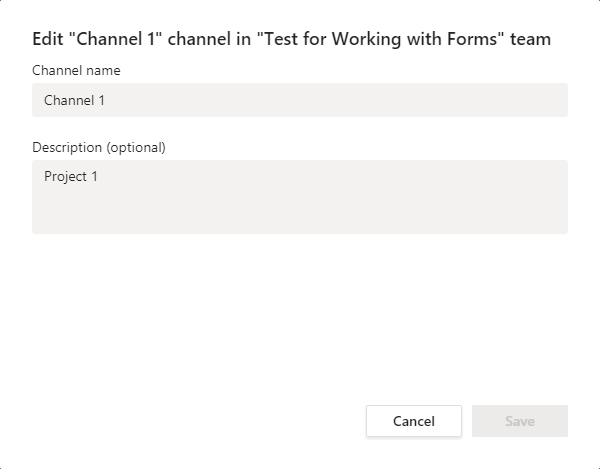 Edit "Channel 1" channel in "Test for Working with Forms" team
Channel name
Channel 1
Description (optional)
Project 1
Cancel
Save